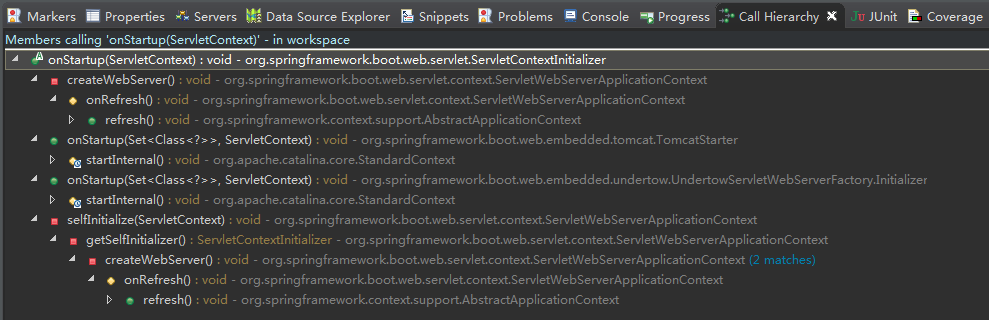 Markers Properties Servers Data Source Explorer Snippets Problems Console Progress Call Hierarchy JUnit Coverage
Members calling 'onStartup(ServletContext)' - in workspace
onStartup(ServletContext) : void - org.springframework.boot.web.servlet.ServletContextInitializer
createWebServer() : void - org.springframework.boot.web.servlet.context.ServletWebServerApplicationContext
onRefresh() : void - org.springframework.boot.web.servlet.context.ServletWebServerApplicationContext
refresh() : void - org.springframework.context.support.AbstractApplicationContext
onStartup(Set<Class<?>>, ServletContext) : void - org.springframework.boot.web.embedded.tomcat.TomcatStarter
startInternal() : void - org.apache.catalina.core.StandardContext
onStartup(Set<Class<?>>, ServletContext) : void - org.springframework.boot.web.embedded.undertow.UndertowServletWebServerFactory.Initializer
startInternal() : void - org.apache.catalina.core.StandardContext
selfInitialize(ServletContext) : void - org.springframework.boot.web.servlet.context.ServletWebServerApplicationContext
getSelfInitializer() : ServletContextInitializer - org.springframework.boot.web.servlet.context.ServletWebServerApplicationContext
createWebServer() : void - org.springframework.boot.web.servlet.context.ServletWebServerApplicationContext (2 matches)
onRefresh() : void - org.springframework.boot.web.servlet.context.ServletWebServerApplicationContext
refresh() : void - org.springframework.context.support.AbstractApplicationContext